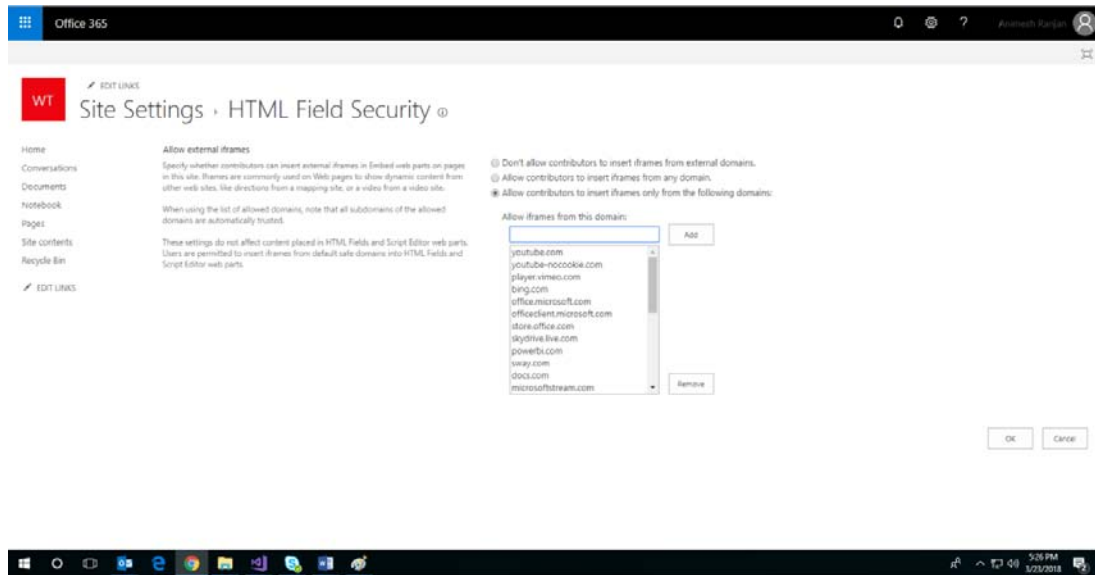 Office 365
?
Animesh Ranjan
EDIT LINKS
WT
Site Settings › HTML Field Security
Home
Conversations
Documents
Notebook
Pages
Site contents
Recycle Bin
EDIT LINKS
Allow external iframes
Specify whether contributors can insert external iframes in Embed web parts on pages
in this site. Iframes are commonly used on Web pages to show dynamic content from
other web sites, like directions from a mapping site, or a video from a video site.
When using the list of allowed domains, note that all subdomains of the allowed
domains are automatically trusted.
These settings do not affect content placed in HTML Fields and Script Editor web parts.
Users are permitted to insert iframes from default safe domains into HTML Fields and
Script Editor web parts.
Don't allow contributors to insert iframes from external domains.
Allow contributors to insert iframes from any domain.
Allow contributors to insert iframes only from the following domains:
Allow iframes from this domain:
Add
youtube.com
youtube-nocookie.com
player.vimeo.com
bing.com
office.microsoft.com
officeclient.microsoft.com
store.office.com
skydrive.live.com
powerbi.com
sway.com
docs.com
microsoftstream.com
Remove
OK
Cancel
5:26 PM
3/23/2018